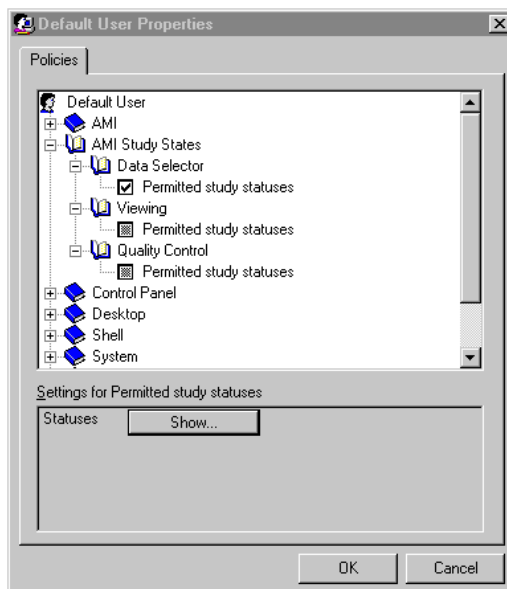 Default User Properties
Policies
Default User
AMI
AMI Study States
Data Selector
Permitted study statuses
Viewing
Permitted study statuses
Quality Control
Permitted study statuses
Control Panel
Desktop
Shell
System
Settings for Permitted study statuses
Statuses Show...
OK Cancel